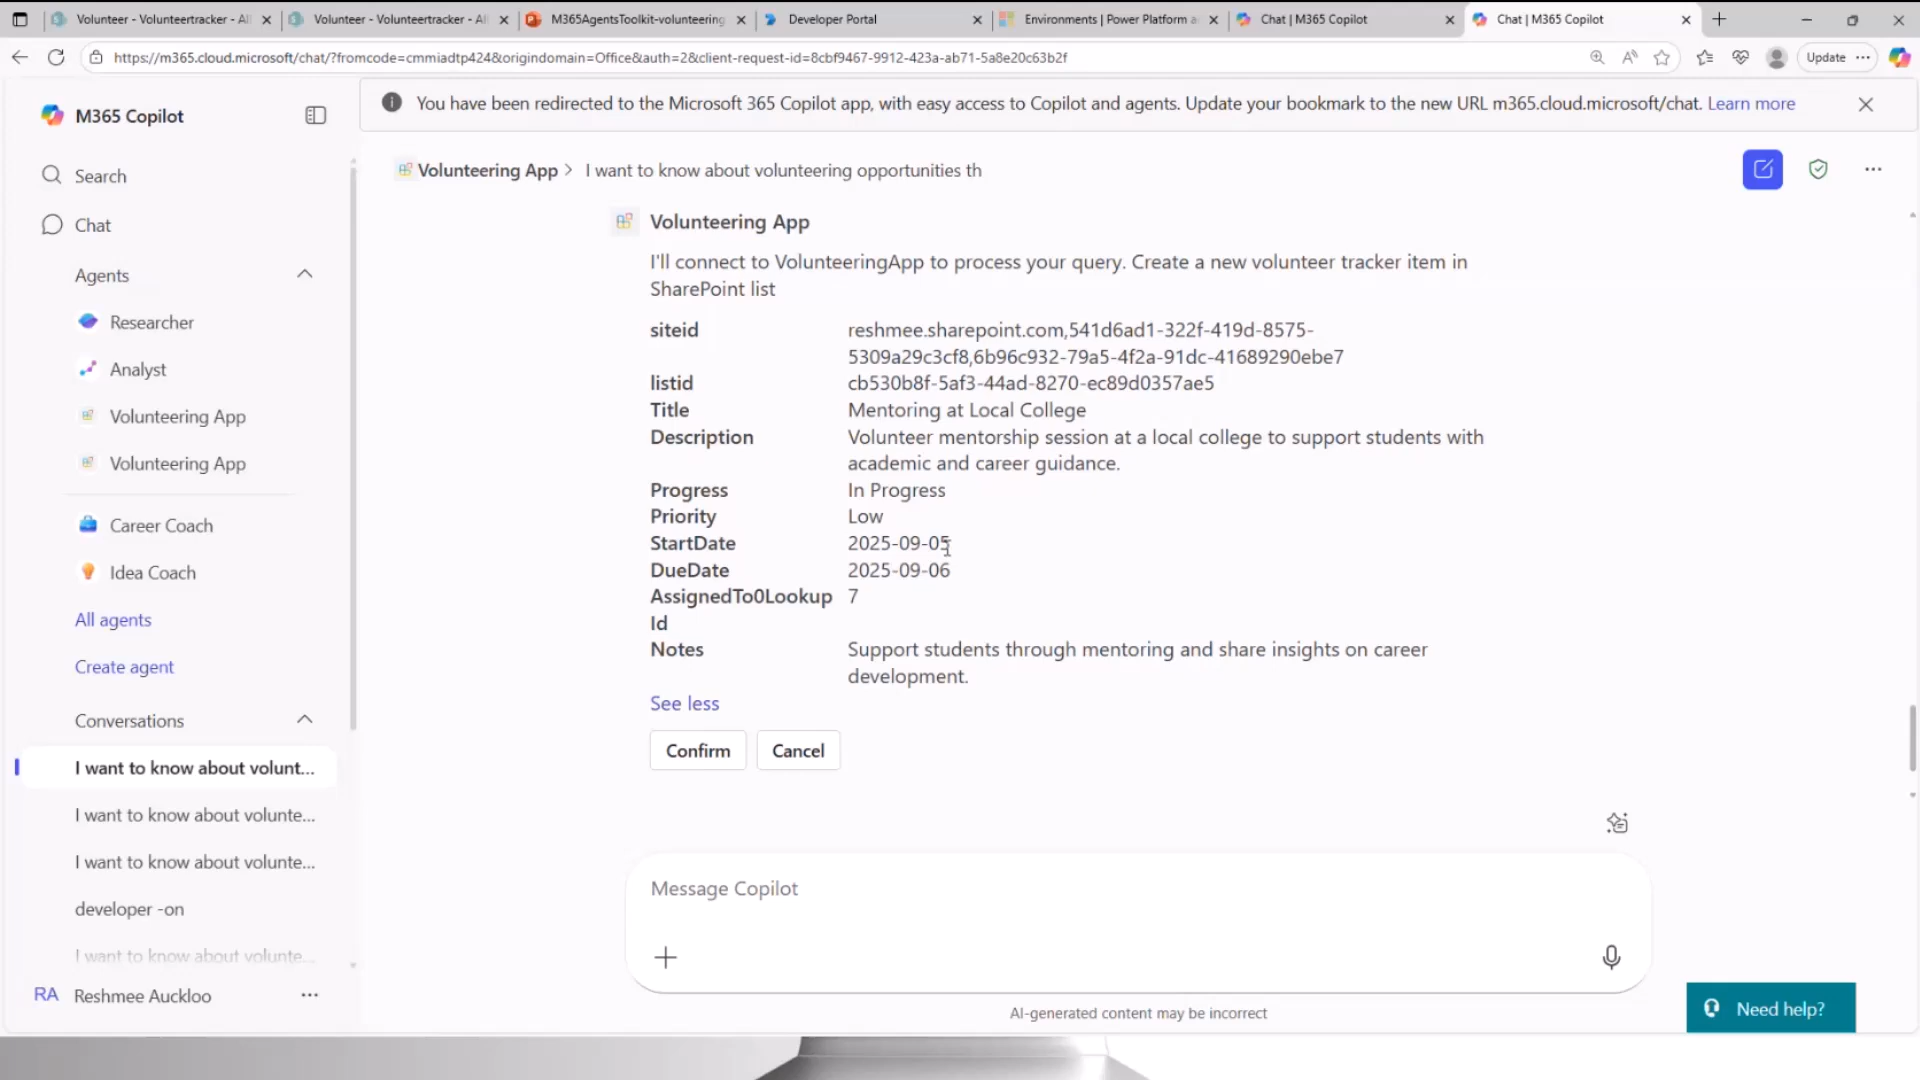 Volunteer - Volunteertracker - Al
Volunteer - Volunteertracker - Al
M365AgentsToolkit-volunteering
Developer Portal
Environments | Power Platform a
Chat | M365 Copilot
Chat | M365 Copilot
https://m365.cloud.microsoft/chat/?fromcode=cmmiadtp424&origindomain=Office&auth=2&client-request-id=8cbf9467-9912-423a-ab71-5a8e20c63b2f
Update
M365 Copilot
You have been redirected to the Microsoft 365 Copilot app, with easy access to Copilot and agents. Update your bookmark to the new URL m365.cloud.microsoft/chat. Learn more
Search
Chat
Agents
Researcher
Analyst
Volunteering App
Volunteering App
Career Coach
Idea Coach
All agents
Create agent
Conversations
I want to know about volunt...
I want to know about volunte...
I want to know about volunte...
developer -on
I want to know about volunte...
RA Reshmee Auckloo
Volunteering App > I want to know about volunteering opportunities th
Volunteering App
I'll connect to VolunteeringApp to process your query. Create a new volunteer tracker item in
SharePoint list
siteid reshmee.sharepoint.com,541d6ad1-322f-419d-8575-
5309a29c3cf8,6b96c932-79a5-4f2a-91dc-41689290ebe7
listid cb530b8f-5af3-44ad-8270-ec89d0357ae5
Title Mentoring at Local College
Description Volunteer mentorship session at a local college to support students with
academic and career guidance.
Progress In Progress
Priority Low
StartDate 2025-09-05
DueDate 2025-09-06
AssignedTo0Lookup 7
Id
Notes Support students through mentoring and share insights on career
development.
See less
Confirm Cancel
Message Copilot
AI-generated content may be incorrect
Need help?